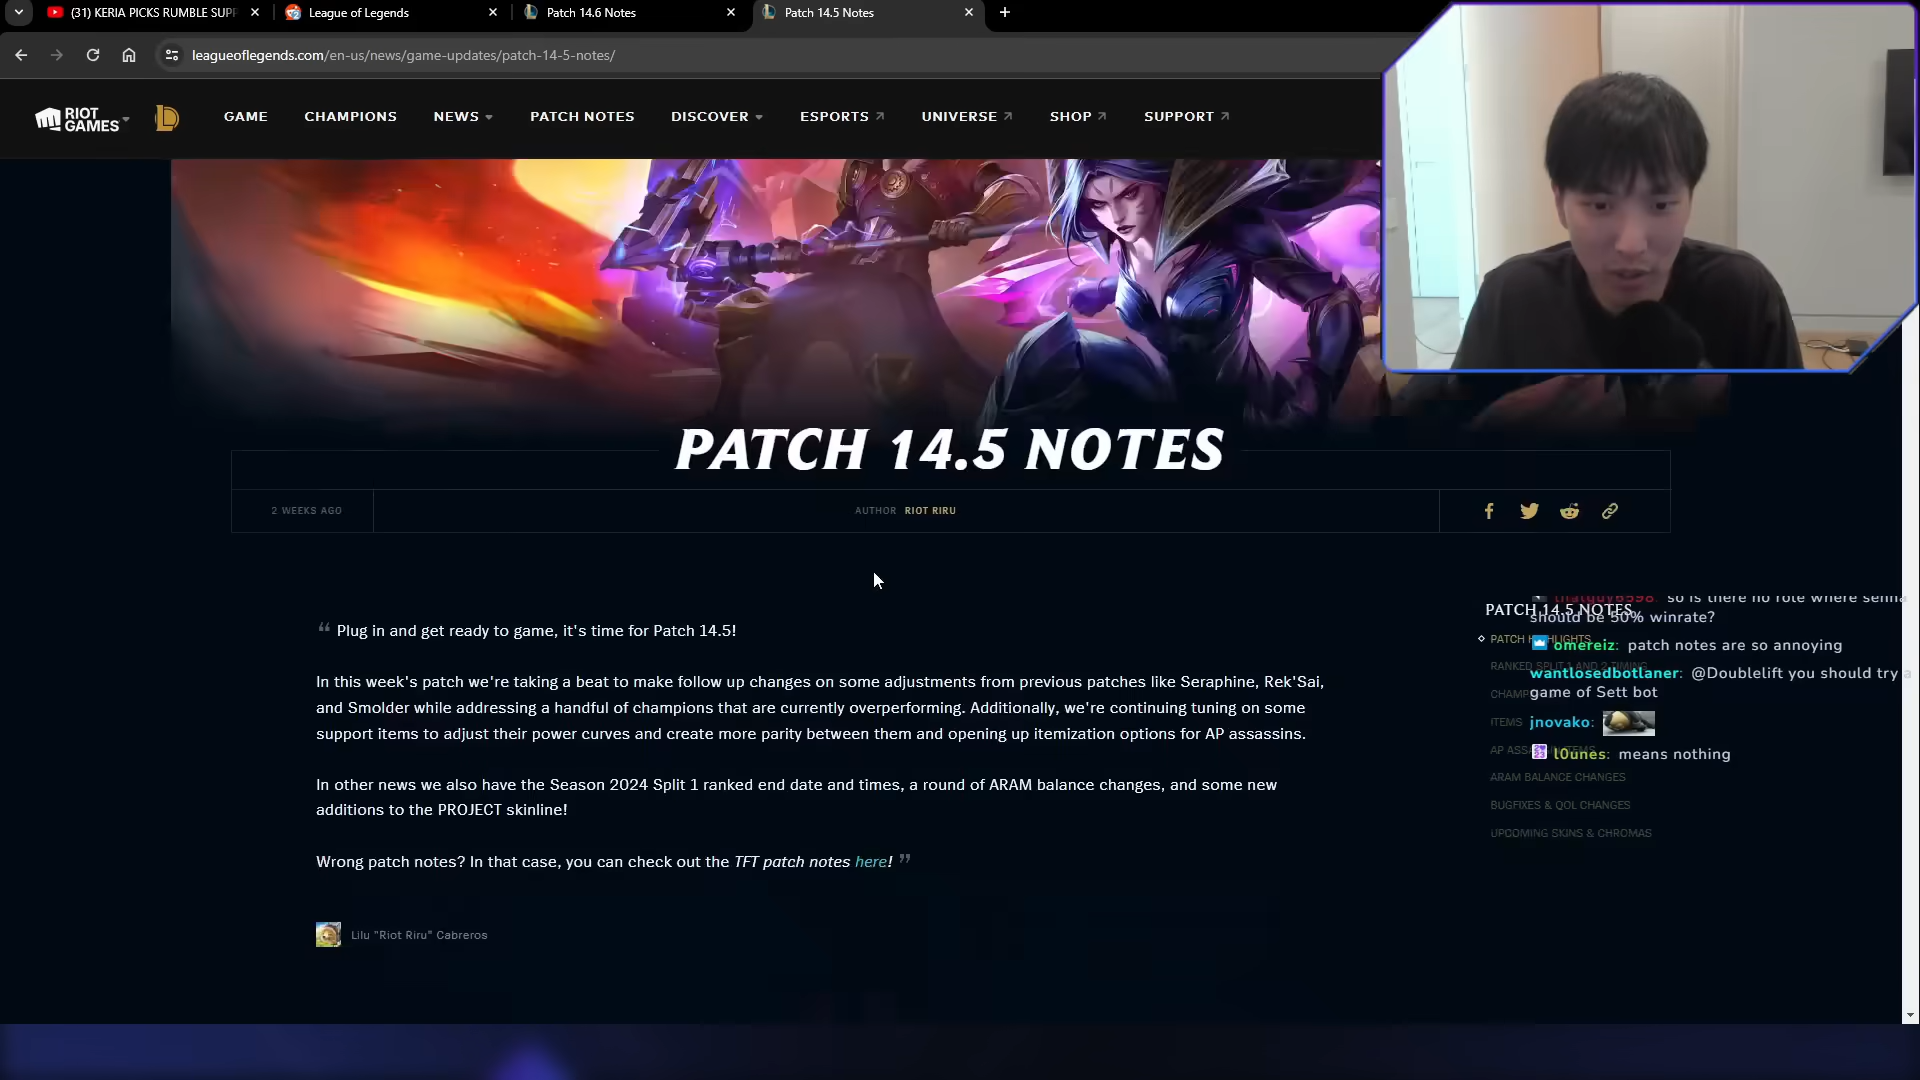 (31) KERIA PICKS RUMBLE SUPP
League of Legends
Patch 14.6 Notes
Patch 14.5 Notes
leagueoflegends.com/en-us/news/game-updates/patch-14-5-notes/
RIOT GAMES
GAME
CHAMPIONS
NEWS
PATCH NOTES
DISCOVER
ESPORTS
UNIVERSE
SHOP
SUPPORT
PATCH 14.5 NOTES
2 WEEKS AGO
AUTHOR RIOT RIRU
“ Plug in and get ready to game, it's time for Patch 14.5!
In this week's patch we're taking a beat to make follow up changes on some adjustments from previous patches like Seraphine, Rek'Sai,
and Smolder while addressing a handful of champions that are currently overperforming. Additionally, we're continuing tuning on some
support items to adjust their power curves and create more parity between them and opening up itemization options for AP assassins.
In other news we also have the Season 2024 Split 1 ranked end date and times, a round of ARAM balance changes, and some new
additions to the PROJECT skinline!
Wrong patch notes? In that case, you can check out the TFT patch notes here! ”
Lilu "Riot Riru" Cabreros
PATCH 14.5 NOTES
PATCH HIGHLIGHTS
RANKED SPLIT 1 AND 2 TIMING
ITEMS
ARAM BALANCE CHANGES
BUGFIXES & QOL CHANGES
UPCOMING SKINS & CHROMAS
thatguy6598: so is there no role where senna
should be 50% winrate?
omereiz: patch notes are so annoying
wantlosedbotlaner: @Doublelift you should try a
game of Sett bot
jnovako:
l0unes: means nothing